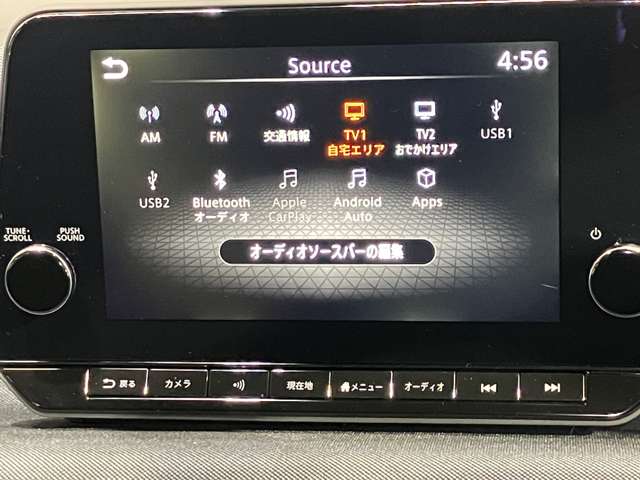 Source
4:56
AM
FM
交通情報
TV1
自宅エリア
TV2
おでかけエリア
USB1
USB2
Bluetooth
オーディオ
Apple
CarPlay
Android
Auto
Apps
オーディオソースバーの編集
TUNE・
SCROLL
PUSH
SOUND
戻る
カメラ
現在地
メニュー
オーディオ